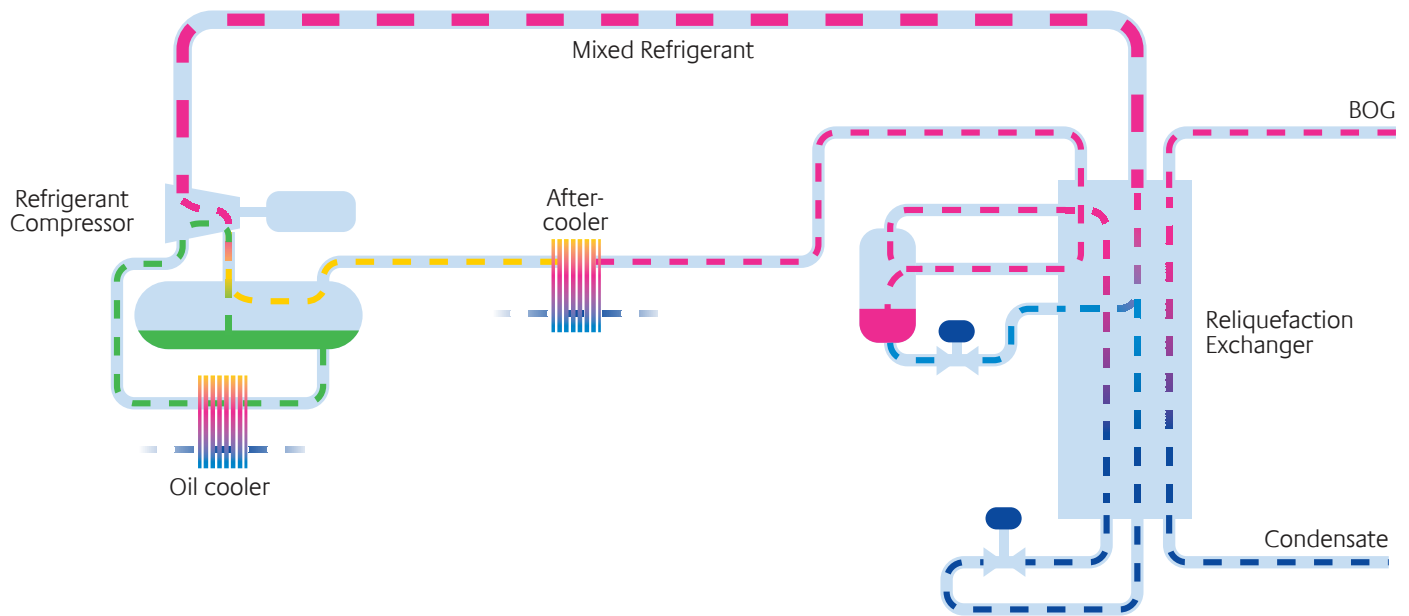 Mixed Refrigerant
BOG
Refrigerant
Compressor
After-
cooler
Reliquefaction
Exchanger
Oil cooler
Condensate